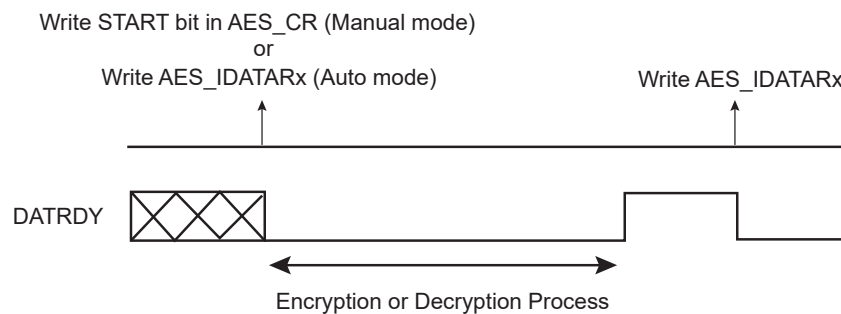 Write START bit in AES_CR (Manual mode)
or
Write AES_IDATARx (Auto mode)
Write AES_IDATARx
DATRDY
Encryption or Decryption Process